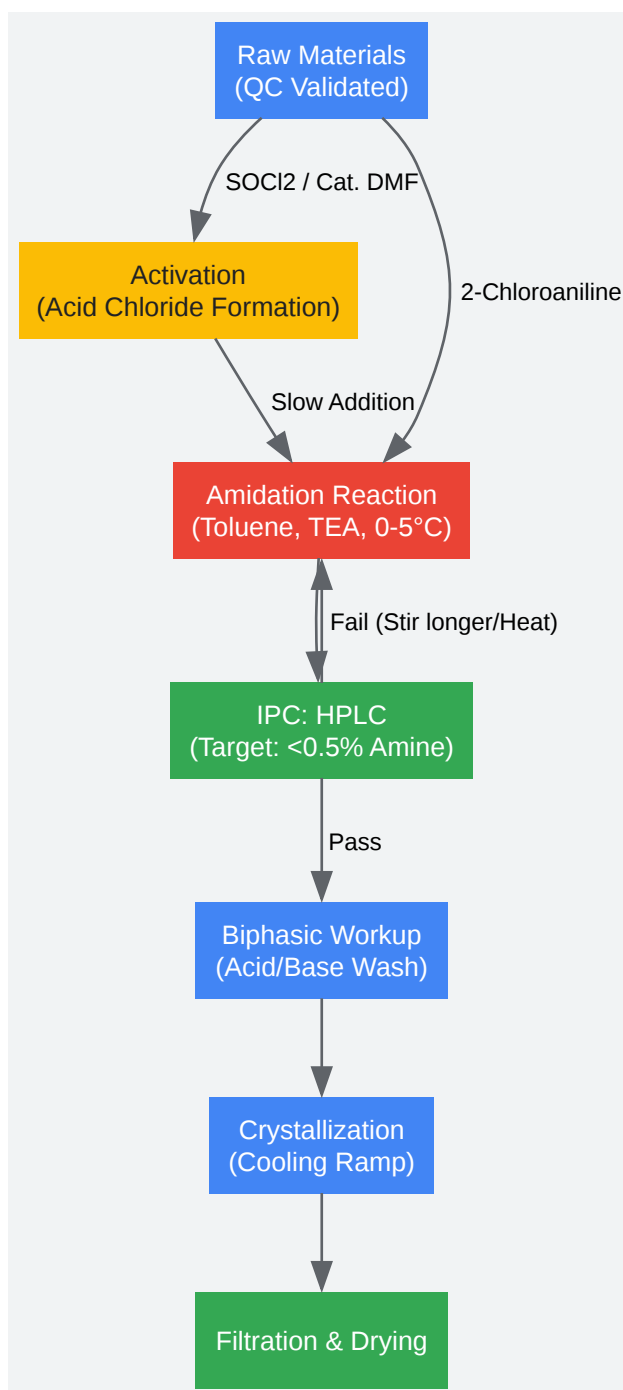 Raw Materials
(QC Validated)
SOCl2 / Cat. DMF
Activation
(Acid Chloride Formation)
2-Chloroaniline
Slow Addition
Amidation Reaction
(Toluene, TEA, 0-5°C)
Fail (Stir longer/Heat)
IPC: HPLC
(Target: <0.5% Amine)
Pass
Biphasic Workup
(Acid/Base Wash)
Crystallization
(Cooling Ramp)
Filtration & Drying